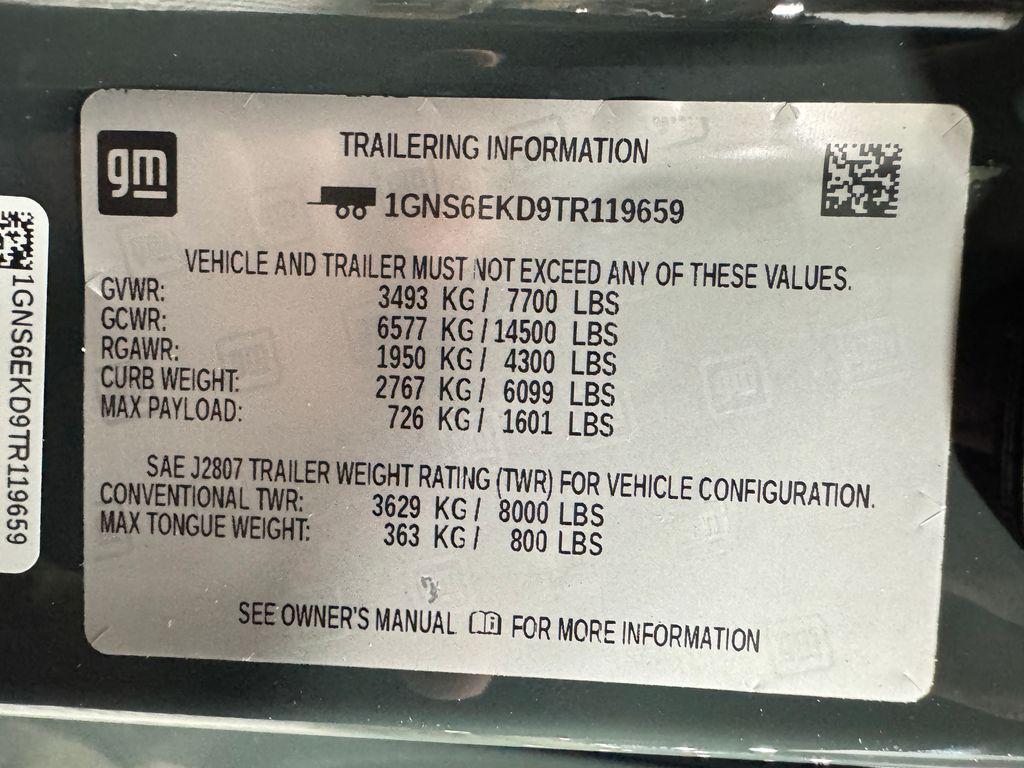 gm
TRAILERING INFORMATION
1GNS6EKD9TR119659
VEHICLE AND TRAILER MUST NOT EXCEED ANY OF THESE VALUES.
GVWR: 3493 KG / 7700 LBS
GCWR: 6577 KG / 14500 LBS
RGAWR: 1950 KG / 4300 LBS
CURB WEIGHT: 2767 KG / 6099 LBS
MAX PAYLOAD: 726 KG / 1601 LBS
SAE J2807 TRAILER WEIGHT RATING (TWR) FOR VEHICLE CONFIGURATION.
CONVENTIONAL TWR: 3629 KG / 8000 LBS
MAX TONGUE WEIGHT: 363 KG / 800 LBS
SEE OWNER'S MANUAL FOR MORE INFORMATION
1GNS6EKD9TR119659